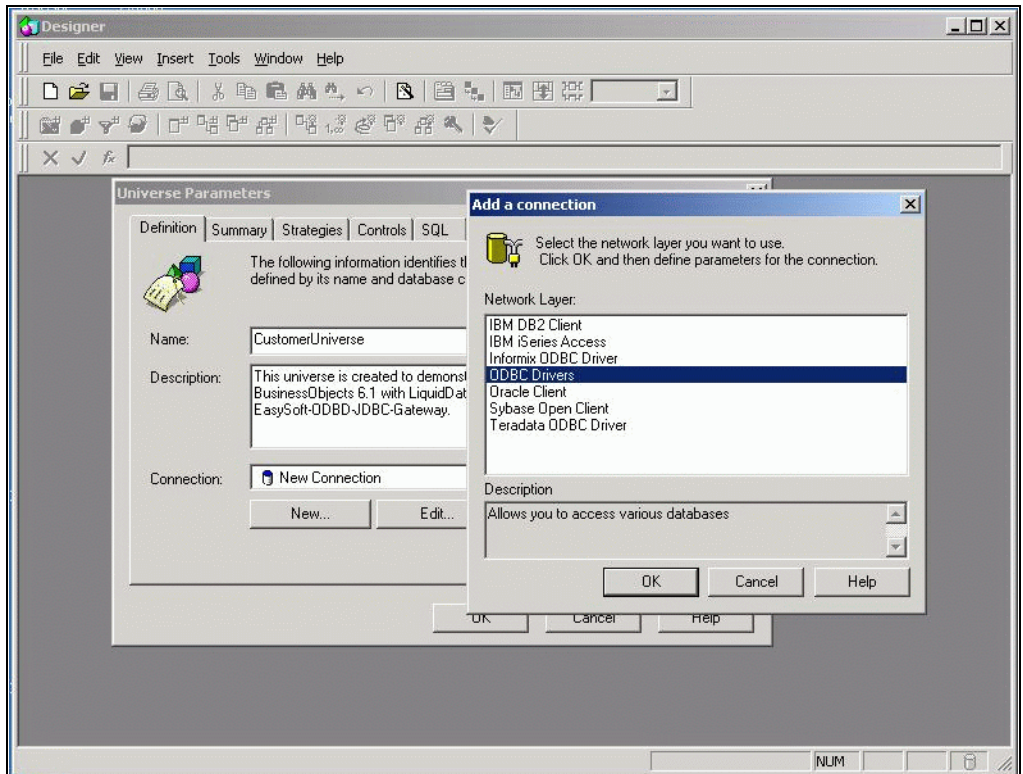 Designer
File Edit View Insert Tools Window Help
Universe Parameters
Definition Summary Strategies Controls SQL
The following information identifies t
defined by its name and database c
Name: CustomerUniverse
Description: This universe is created to demonst
BusinessObjects 6.1 with LiquidDat
EasySoft-ODBD-JDBC-Gateway.
Connection: New Connection
New... Edit...
OK Cancel Help
Add a connection
Select the network layer you want to use.
Click OK and then define parameters for the connection.
Network Layer:
IBM DB2 Client
IBM iSeries Access
Informix ODBC Driver
ODBC Drivers
Oracle Client
Sybase Open Client
Teradata ODBC Driver
Description
Allows you to access various databases
OK Cancel Help
NUM